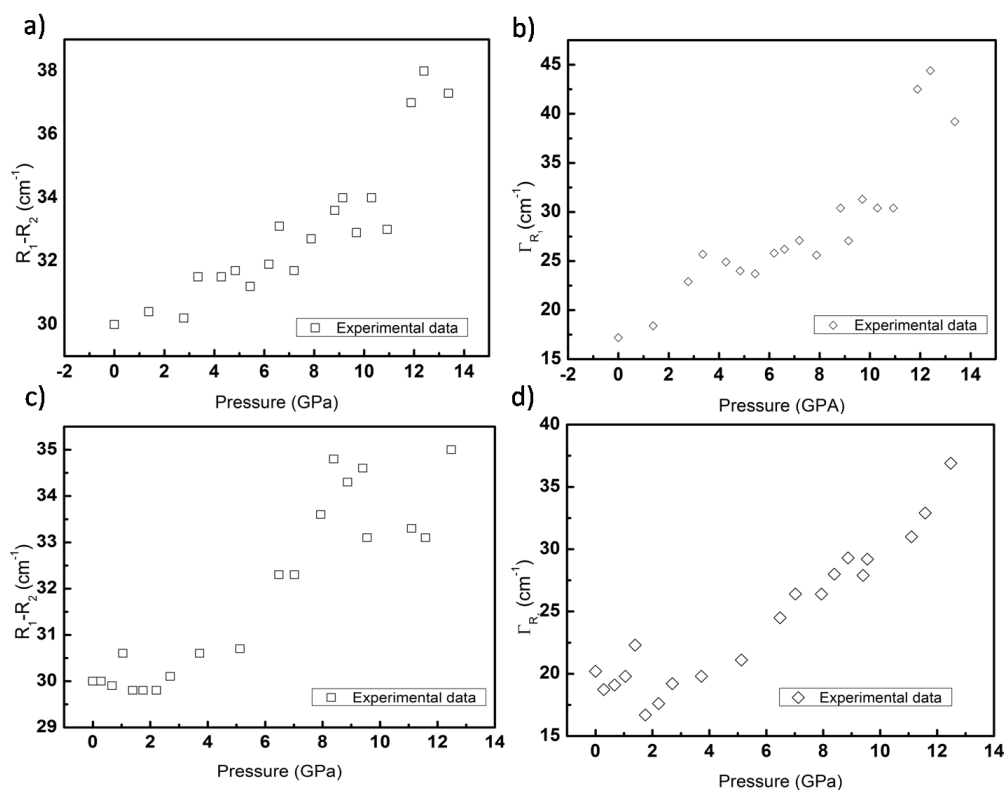 a)
38
36
34
32
30
R₁-R₂ (cm⁻¹)
Experimental data
-2 0 2 4 6 8 10 12 14
Pressure (GPa)
b)
45
40
35
30
25
20
15
Γ_R₁ (cm⁻¹)
Experimental data
-2 0 2 4 6 8 10 12 14
Pressure (GPA)
c)
35
34
33
32
31
30
29
R₁-R₂ (cm⁻¹)
Experimental data
0 2 4 6 8 10 12 14
Pressure (GPa)
d)
40
35
30
25
20
15
Γ_R (cm⁻¹)
Experimental data
0 2 4 6 8 10 12 14
Pressure (GPa)